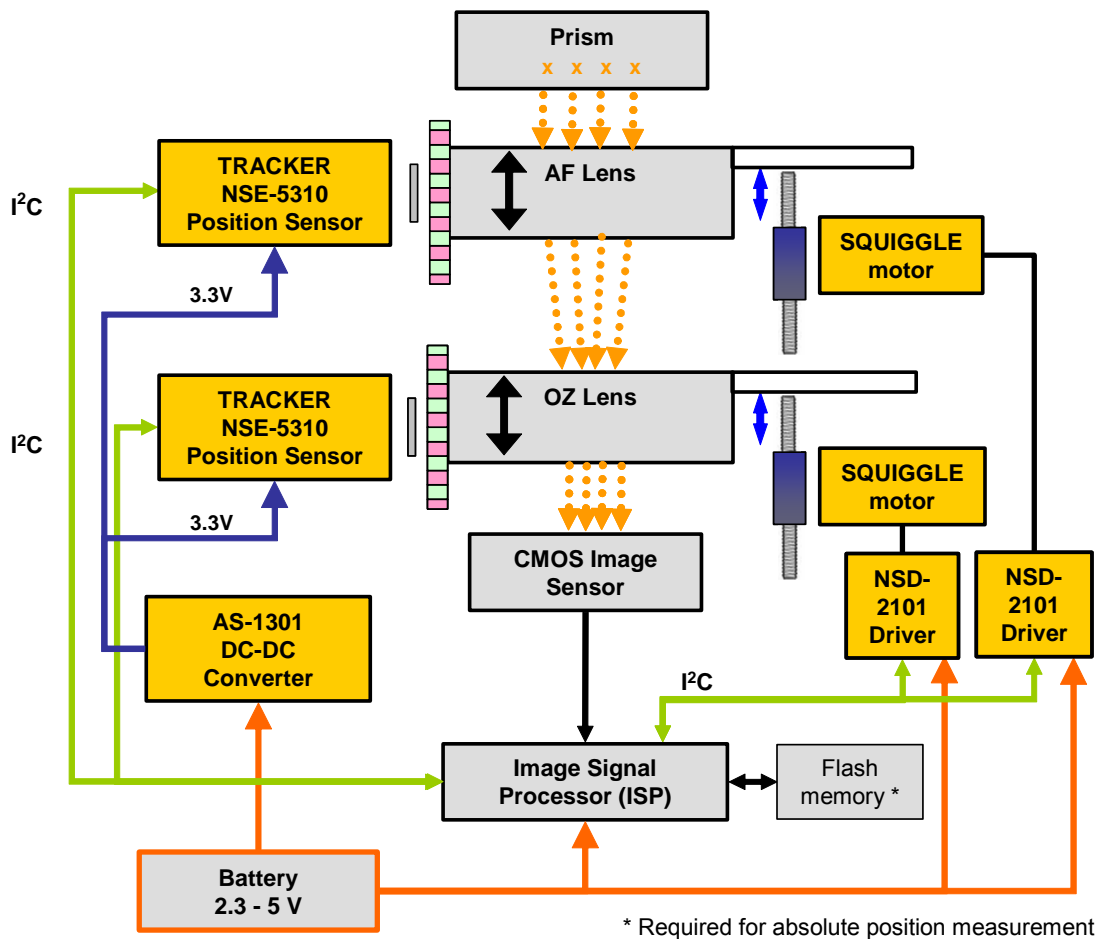 Prism
x x x x
TRACKER
NSE-5310
Position Sensor
AF Lens
I²C
SQUIGGLE
motor
3.3V
TRACKER
NSE-5310
Position Sensor
OZ Lens
I²C
SQUIGGLE
motor
3.3V
CMOS Image
Sensor
NSD-
2101
Driver
NSD-
2101
Driver
AS-1301
DC-DC
Converter
I²C
Image Signal
Processor (ISP)
Flash
memory *
Battery
2.3 - 5 V
* Required for absolute position measurement